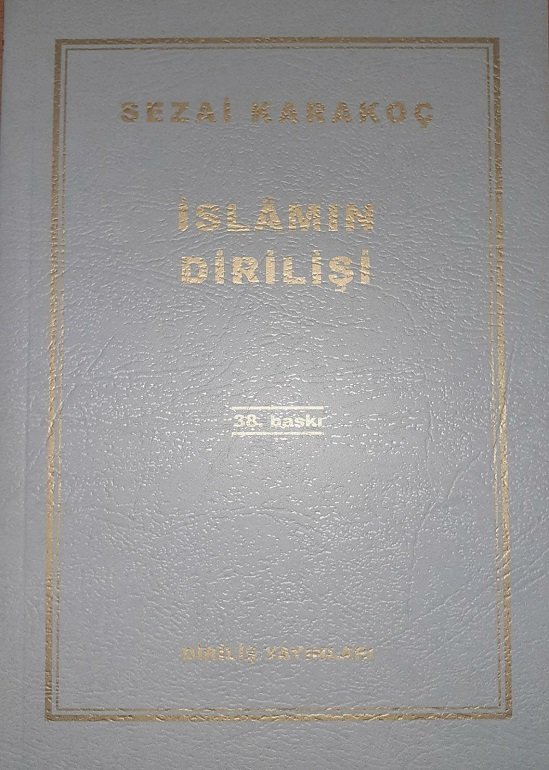 SEZAİ KARAKOÇ
İSLÂMIN
DİRİLİŞİ
38. baskı
DİRİLİŞ YAYINLARI